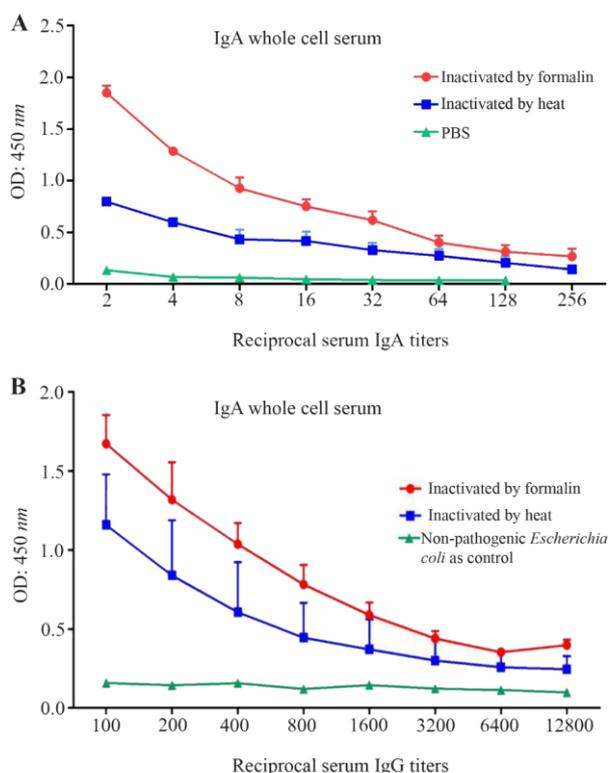 A
IgA whole cell serum
Inactivated by formalin
Inactivated by heat
PBS
OD: 450 nm
2.5
2.0
1.5
1.0
0.5
0.0
2 4 8 16 32 64 128 256
Reciprocal serum IgA titers
B
IgA whole cell serum
Inactivated by formalin
Inactivated by heat
Non-pathogenic Escherichia
coli as control
OD: 450 nm
2.0
1.5
1.0
0.5
0.0
100 200 400 800 1600 3200 6400 12800
Reciprocal serum IgG titers